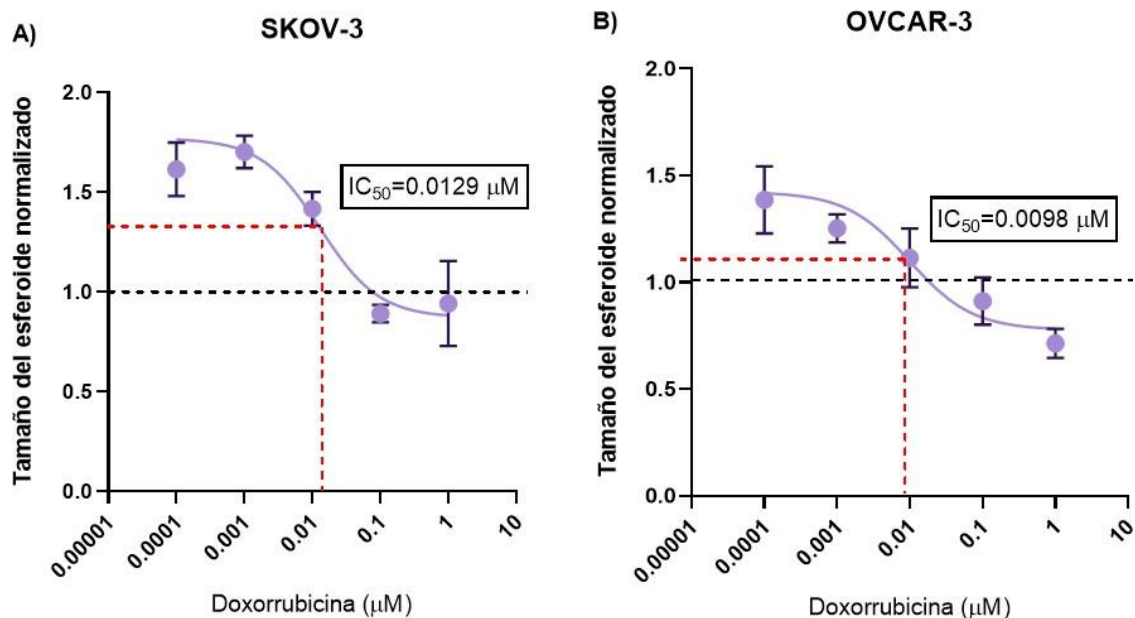 A)
SKOV-3
Tamaño del esferoide normalizado
2.0
1.5
1.0
0.5
0.0
IC50=0.0129 μM
0.00001
0.0001
0.001
0.01
0.1
1
10
Doxorrubicina (μM)
B)
OVCAR-3
Tamaño del esferoide normalizado
2.0
1.5
1.0
0.5
0.0
IC50=0.0098 μM
0.00001
0.0001
0.001
0.01
0.1
1
10
Doxorrubicina (μM)